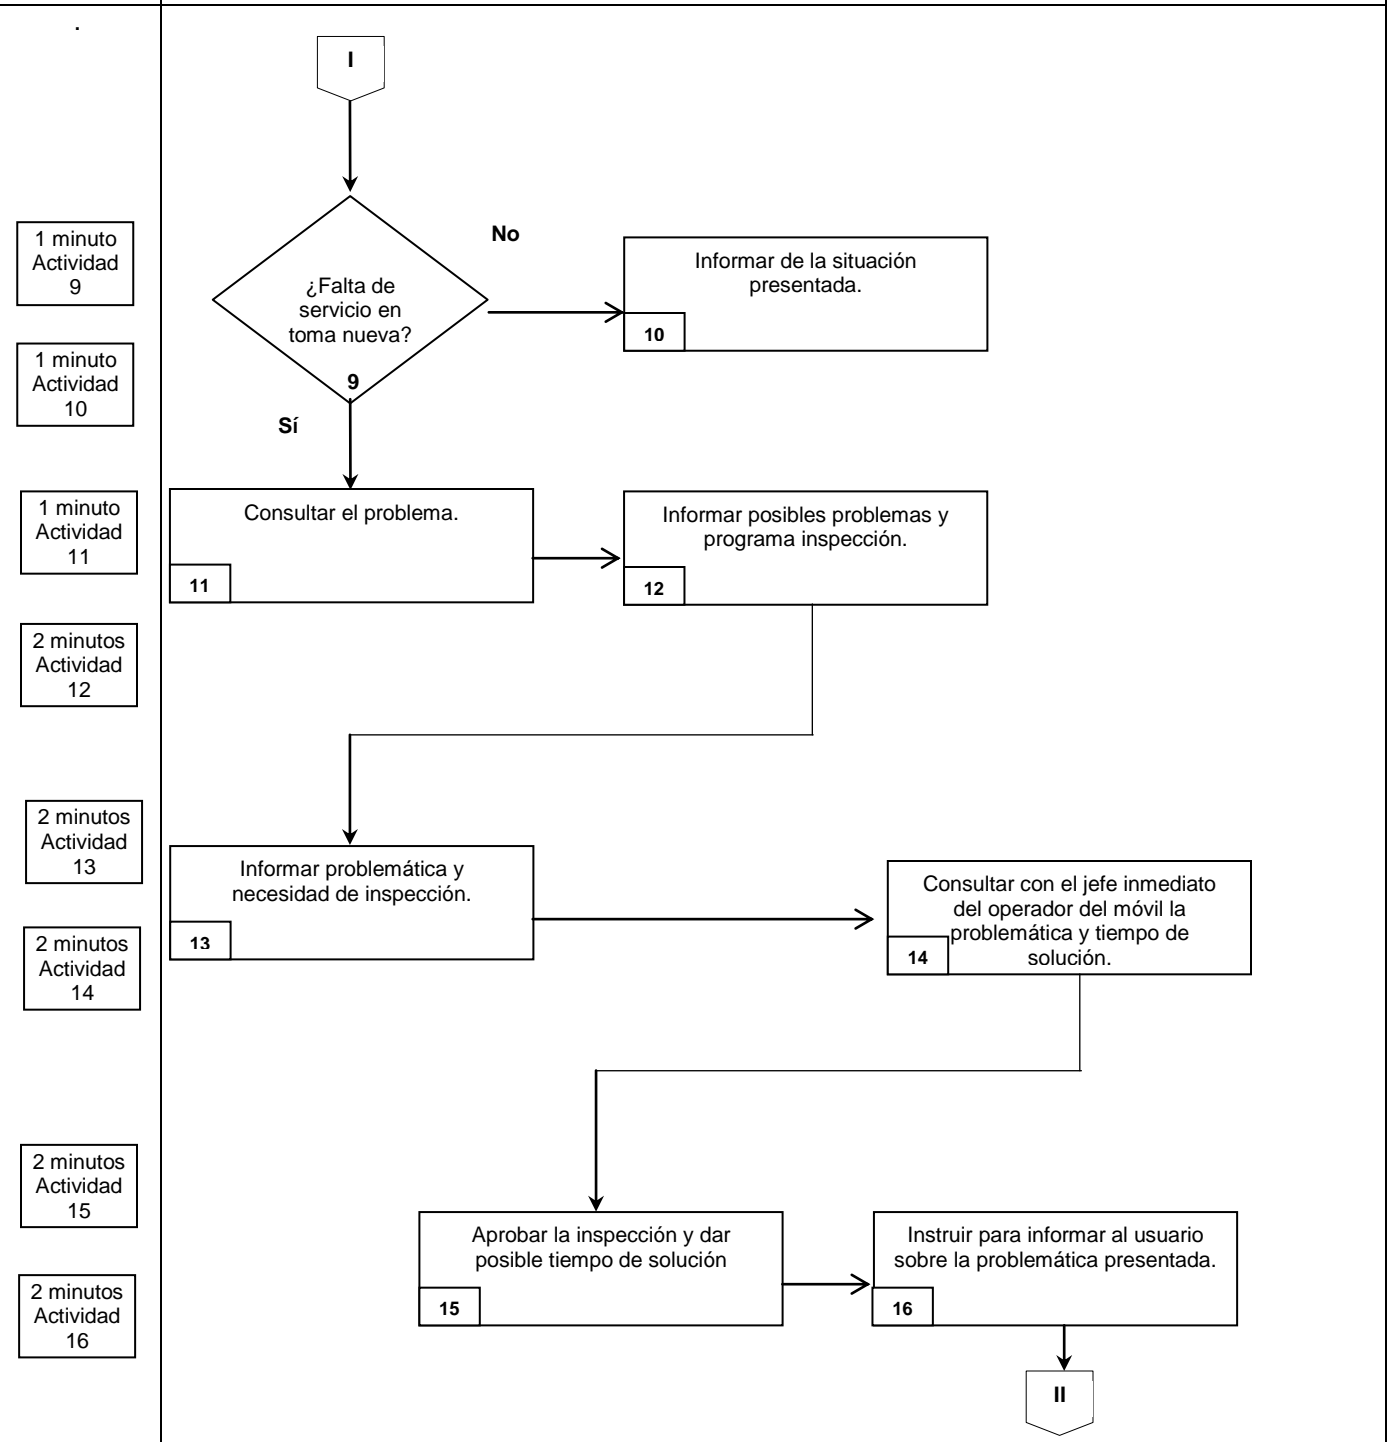 .
I
1 minuto
Actividad
9
¿Falta de
servicio en
toma nueva?
9
No
Informar de la situación
presentada.
10
1 minuto
Actividad
10
Sí
1 minuto
Actividad
11
Consultar el problema.
11
Informar posibles problemas y
programa inspección.
12
2 minutos
Actividad
12
2 minutos
Actividad
13
Informar problemática y
necesidad de inspección.
13
Consultar con el jefe inmediato
del operador del móvil la
problemática y tiempo de
solución.
14
2 minutos
Actividad
14
2 minutos
Actividad
15
Aprobar la inspección y dar
posible tiempo de solución
15
Instruir para informar al usuario
sobre la problemática presentada.
16
2 minutos
Actividad
16
II